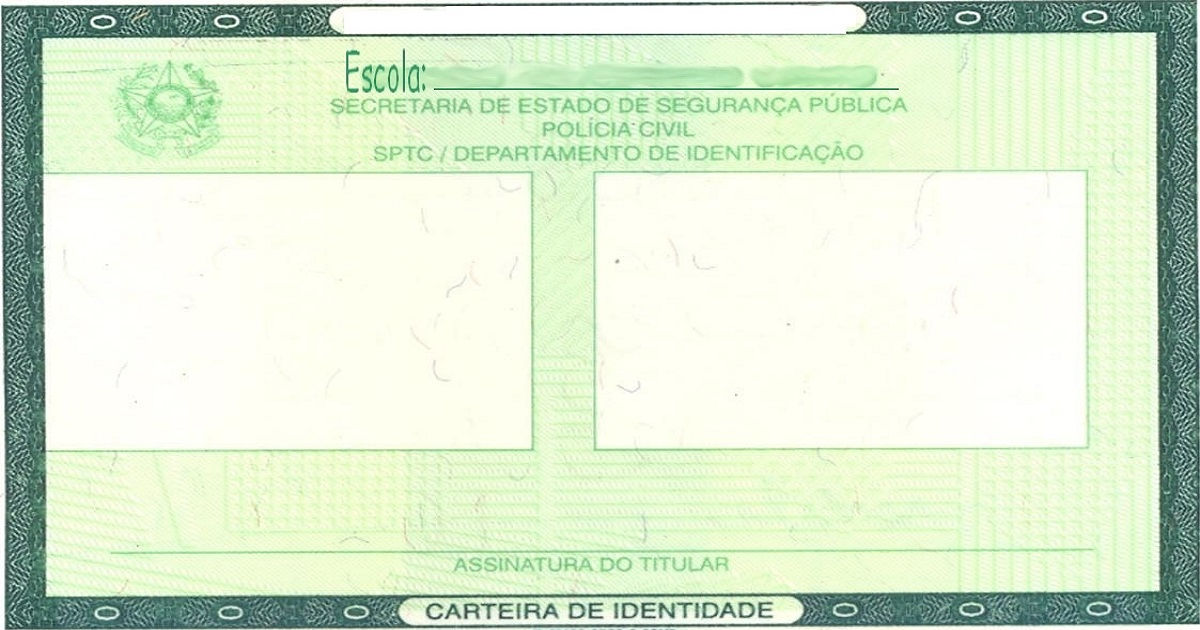 Escola:
SECRETARIA DE ESTADO DE SEGURANÇA PÚBLICA
POLÍCIA CIVIL
SPTC / DEPARTAMENTO DE IDENTIFICAÇÃO
ASSINATURA DO TITULAR
CARTEIRA DE IDENTIDADE